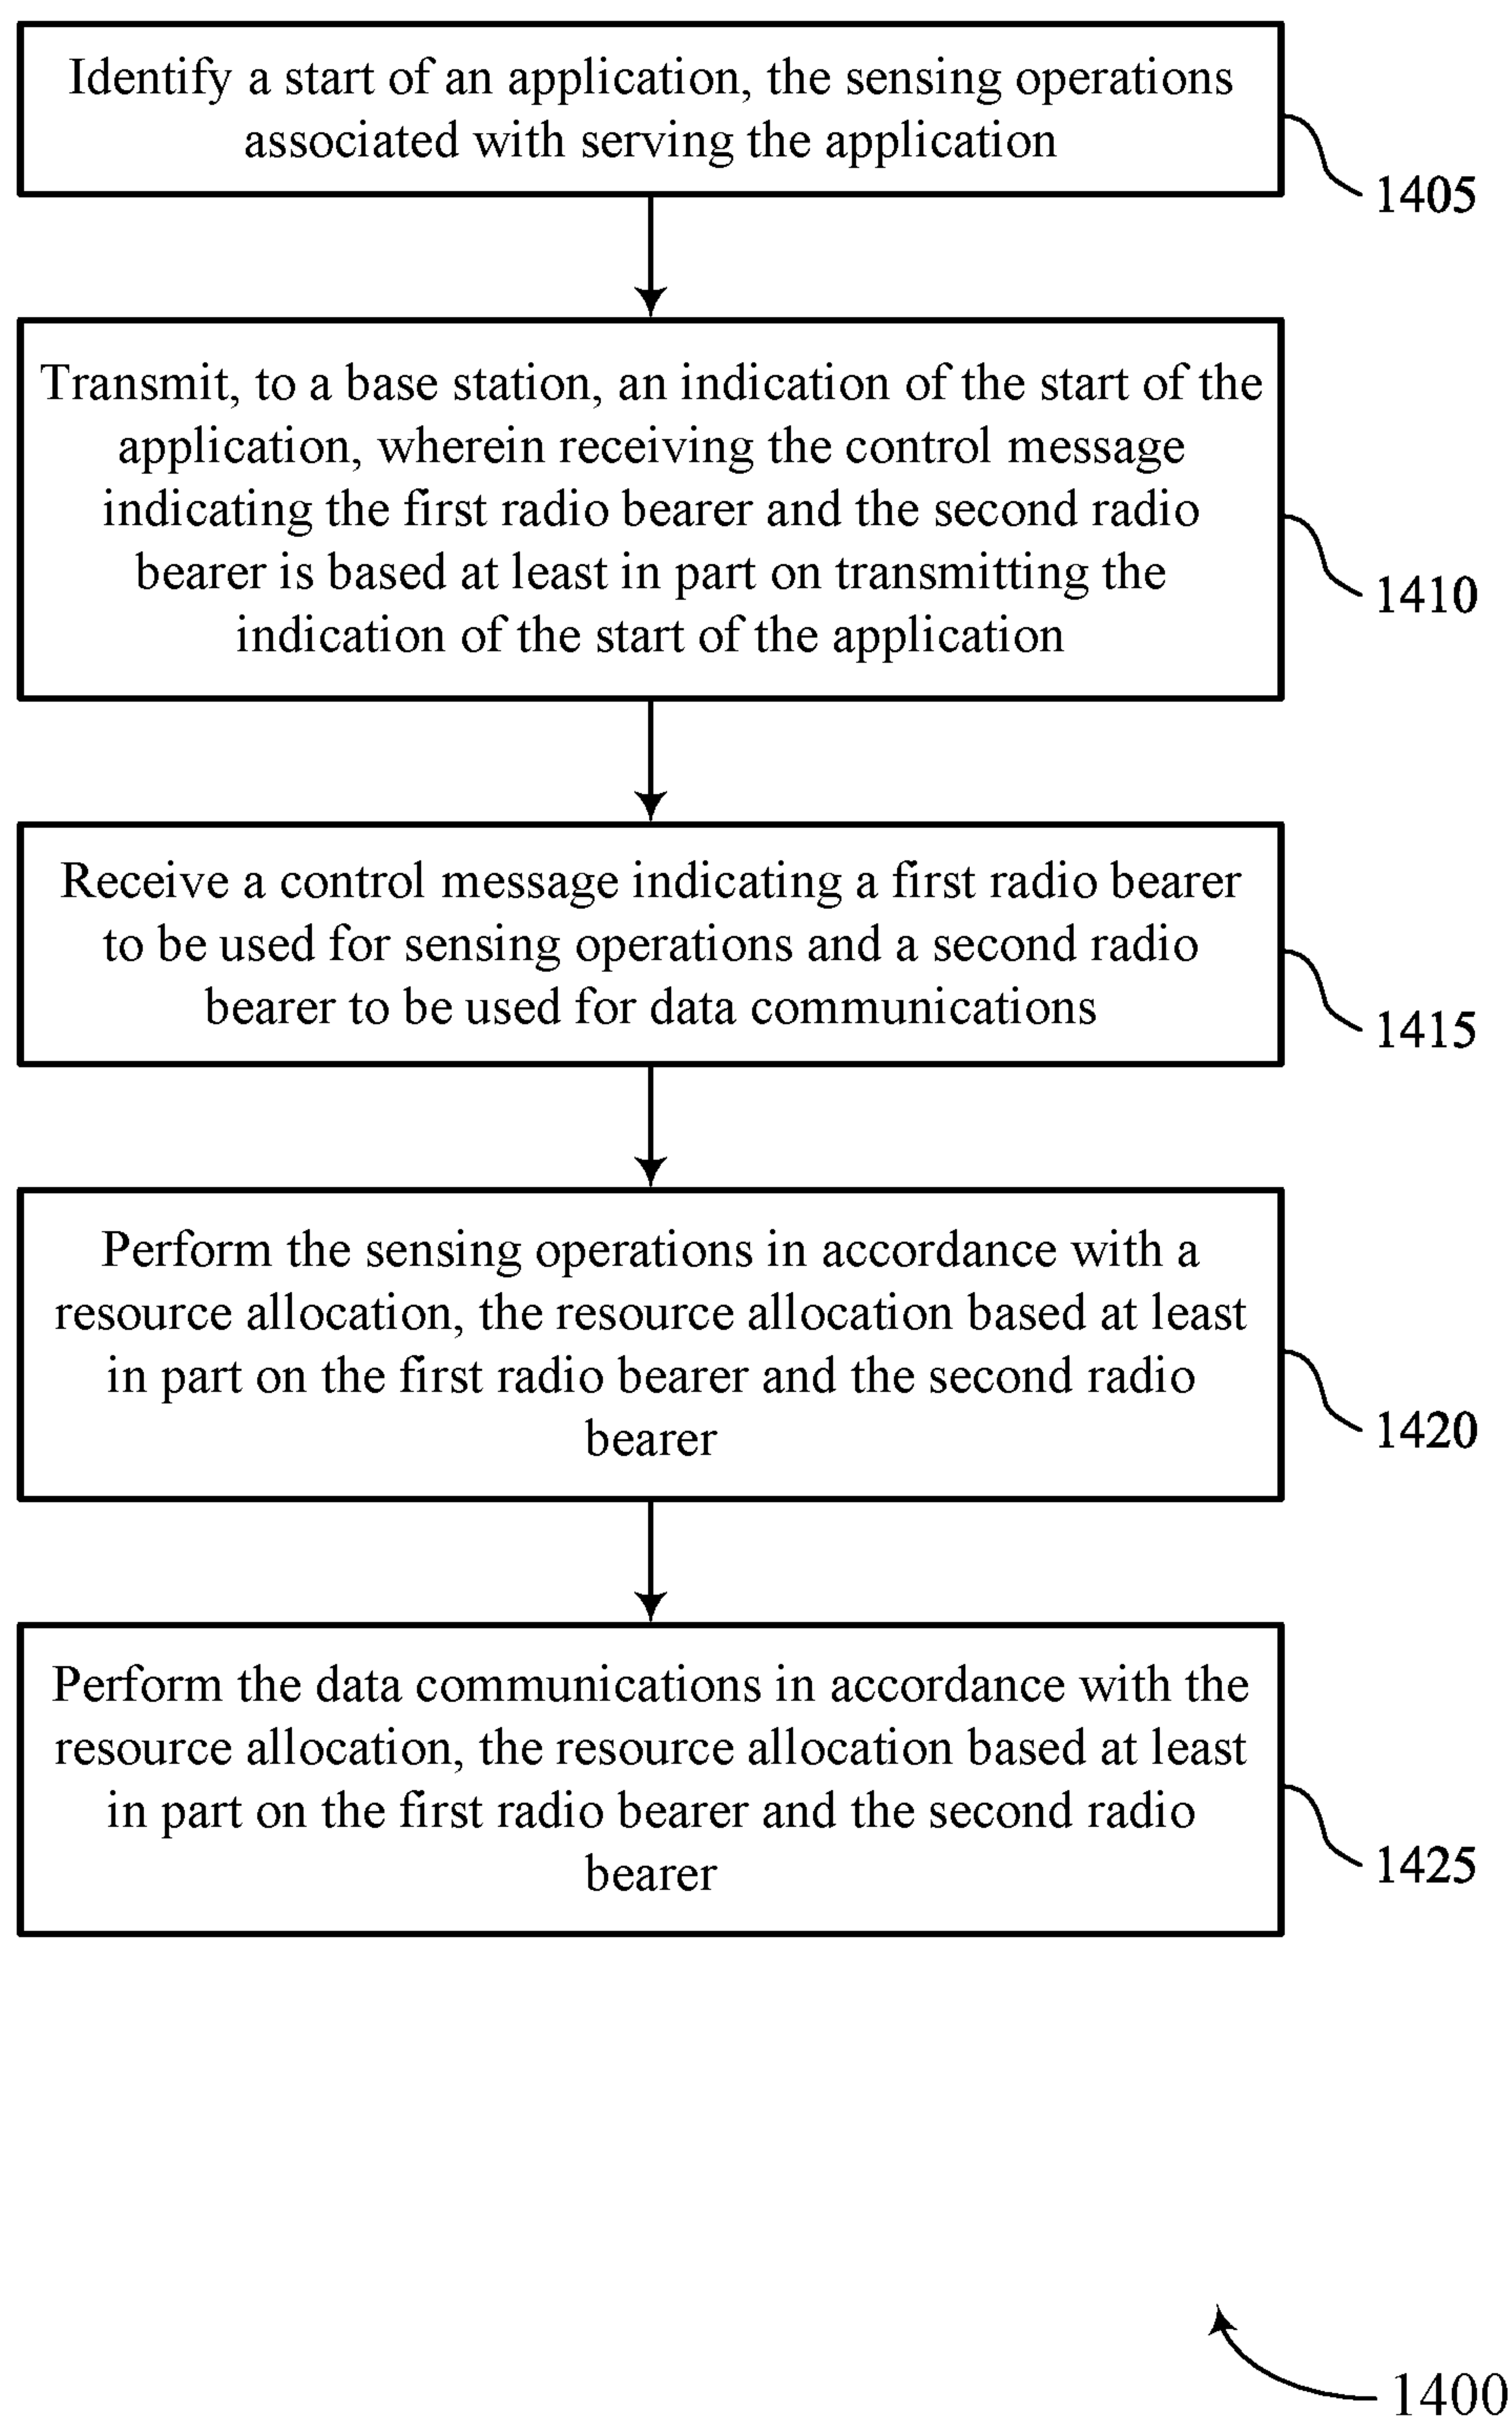 Identify a start of an application, the sensing operations
associated with serving the application
1405
Transmit, to a base station, an indication of the start of the
application, wherein receiving the control message
indicating the first radio bearer and the second radio
bearer is based at least in part on transmitting the
indication of the start of the application
1410
Receive a control message indicating a first radio bearer
to be used for sensing operations and a second radio
bearer to be used for data communications
1415
Perform the sensing operations in accordance with a
resource allocation, the resource allocation based at least
in part on the first radio bearer and the second radio
bearer
1420
Perform the data communications in accordance with the
resource allocation, the resource allocation based at least
in part on the first radio bearer and the second radio
bearer
1425
1400